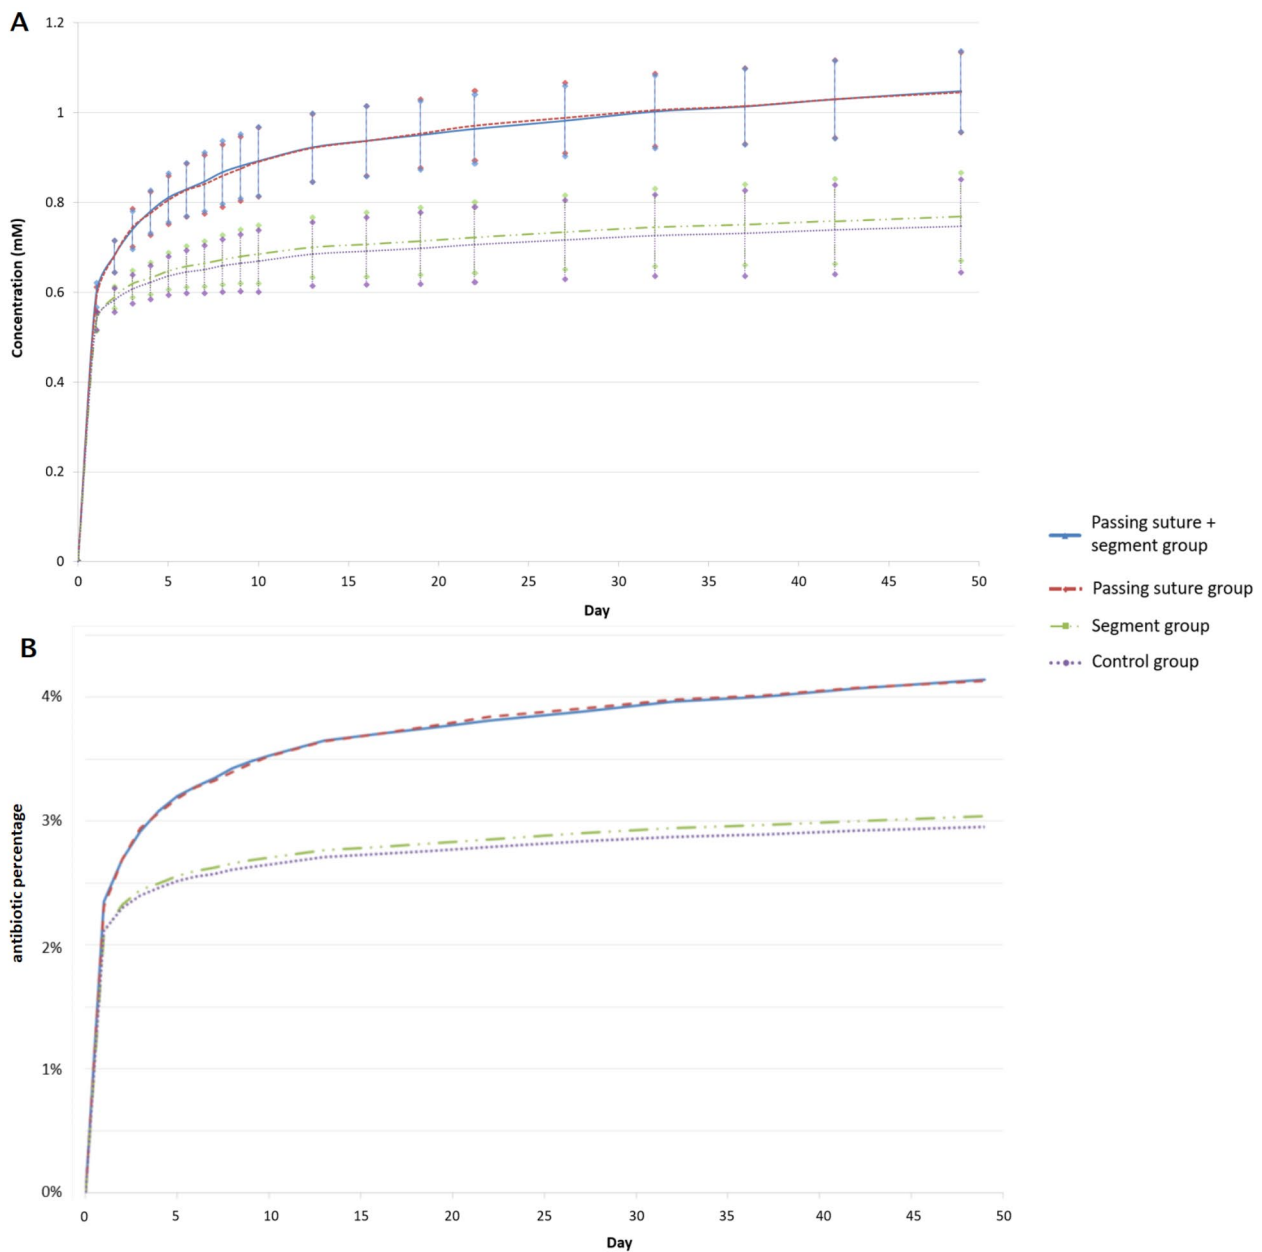 A
1.2
1
0.8
0.6
0.4
0.2
0
Concentration (mM)
0 5 10 15 20 25 30 35 40 45 50
Day
Passing suture +
segment group
Passing suture group
Segment group
Control group
B
4%
3%
2%
1%
0%
antibiotic percentage
0 5 10 15 20 25 30 35 40 45 50
Day